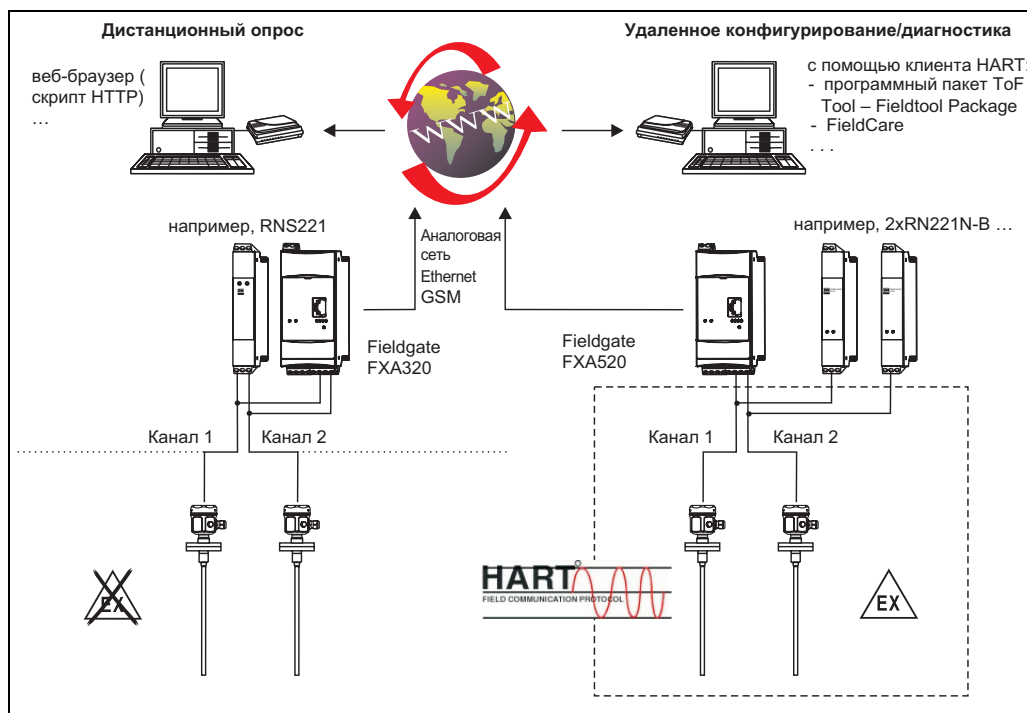 Дистанционный опрос
Удаленное конфигурирование/диагностика
веб-браузер (
скрипт HTTP)
...
WWW
с помощью клиента HART:
- программный пакет ToF
Tool – Fieldtool Package
- FieldCare
. . .
например, RNS221
Аналоговая
сеть
Ethernet
GSM
например, 2xRN221N-B ...
Fieldgate
FXA320
Fieldgate
FXA520
Канал 1
Канал 2
Канал 1
Канал 2
EX
HART
FIELD COMMUNICATION PROTOCOL
EX